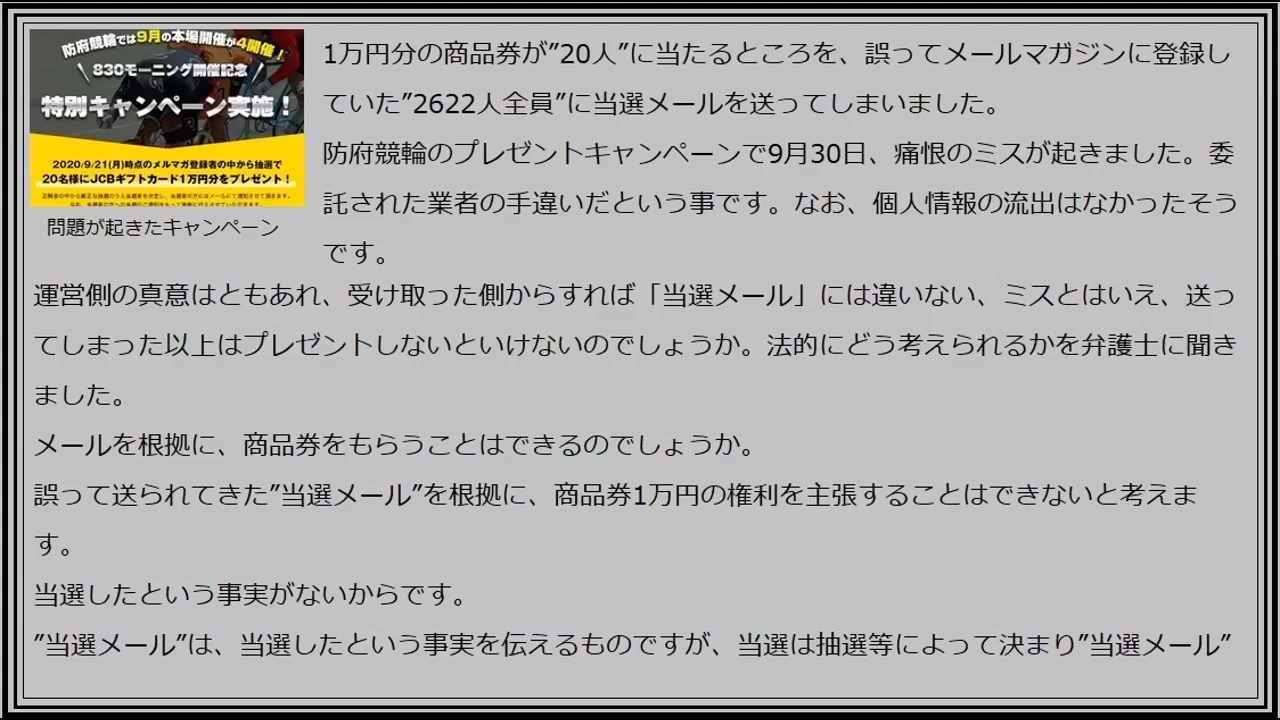 防府競輪では9月の本場開催が4開催！
830モーニング開催記念
特別キャンペーン実施！
2020/9/21(月)時点のメルマガ登録者の中から抽選で
20名様にJCBギフトカード1万円分をプレゼント！
問題が起きたキャンペーン
1万円分の商品券が”20人”に当たるところを、誤ってメールマガジンに登録し
ていた”2622人全員”に当選メールを送ってしまいました。
防府競輪のプレゼントキャンペーンで9月30日、痛恨のミスが起きました。委
託された業者の手違いだという事です。なお、個人情報の流出はなかったそう
です。
運営側の真意はともあれ、受け取った側からすれば「当選メール」には違いない、ミスとはいえ、送っ
てしまった以上はプレゼントしないといけないのでしょうか。法的にどう考えられるかを弁護士に聞き
ました。
メールを根拠に、商品券をもらうことはできるのでしょうか。
誤って送られてきた”当選メール”を根拠に、商品券1万円の権利を主張することはできないと考えま
す。
当選したという事実がないからです。
”当選メール”は、当選したという事実を伝えるものですが、当選は抽選等によって決まり”当選メール”